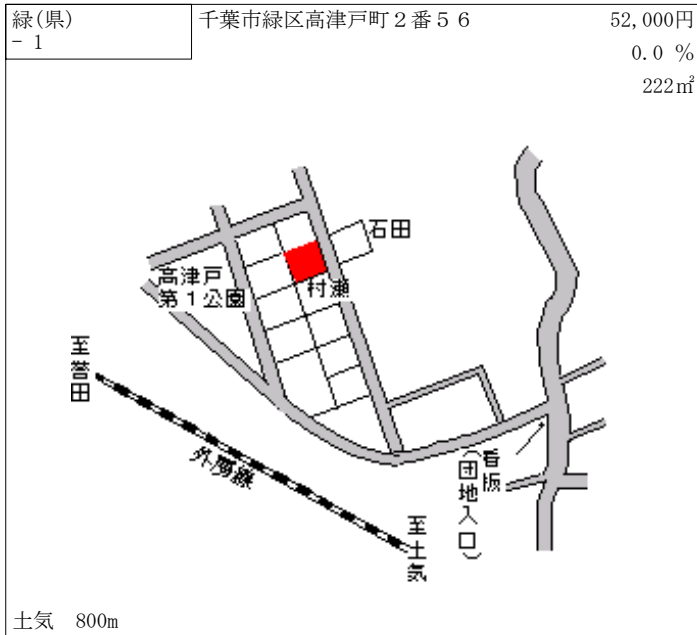 緑(県)
- 1
千葉市緑区高津戸町２番５６
52,000円
0.0 %
222㎡
石田
高津戸
第１公園
村瀬
至誉田
外房線
至土気
看板
(団地入口)
土気　800m